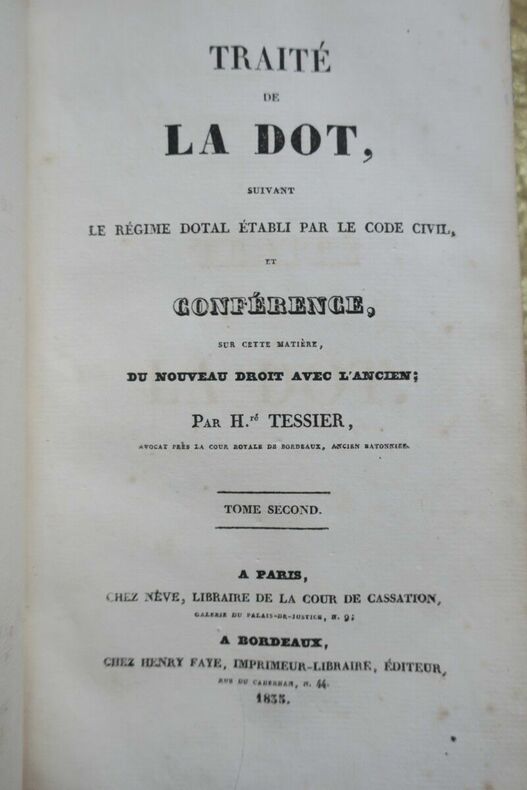 TRAITÉ
DE
LA DOT,
SUIVANT
LE RÉGIME DOTAL ÉTABLI PAR LE CODE CIVIL,
ET
CONFÉRENCE,
SUR CETTE MATIÈRE,
DU NOUVEAU DROIT AVEC L'ANCIEN;
PAR H.ré TESSIER,
AVOCAT PRÈS LA COUR ROYALE DE BORDEAUX, ANCIEN BATONNIER.
TOME SECOND.
A PARIS,
CHEZ NÈVE, LIBRAIRE DE LA COUR DE CASSATION,
GALERIE DU PALAIS-DE-JUSTICE, N. 9;
A BORDEAUX,
CHEZ HENRY FAYE, IMPRIMEUR-LIBRAIRE, ÉDITEUR,
RUE DU CAHERNAN, N. 44.
1835.